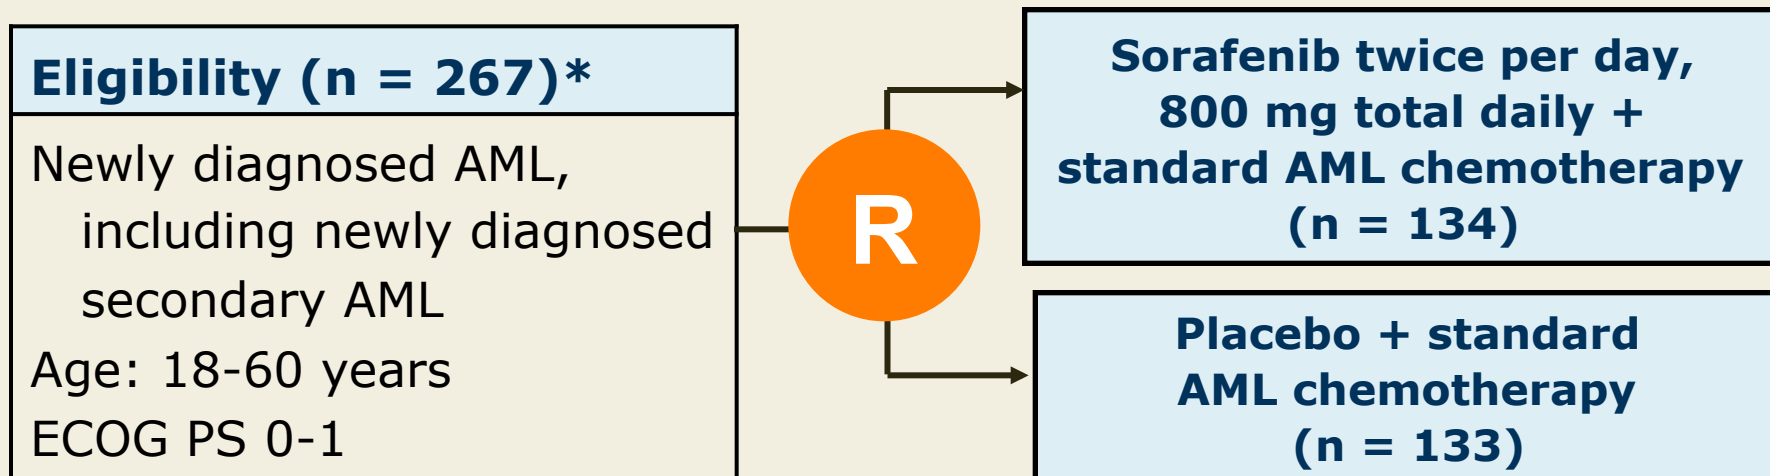 Eligibility (n = 267)*
Newly diagnosed AML,
including newly diagnosed
secondary AML
Age: 18-60 years
ECOG PS 0-1
R
Sorafenib twice per day,
800 mg total daily +
standard AML chemotherapy
(n = 134)
Placebo + standard
AML chemotherapy
(n = 133)